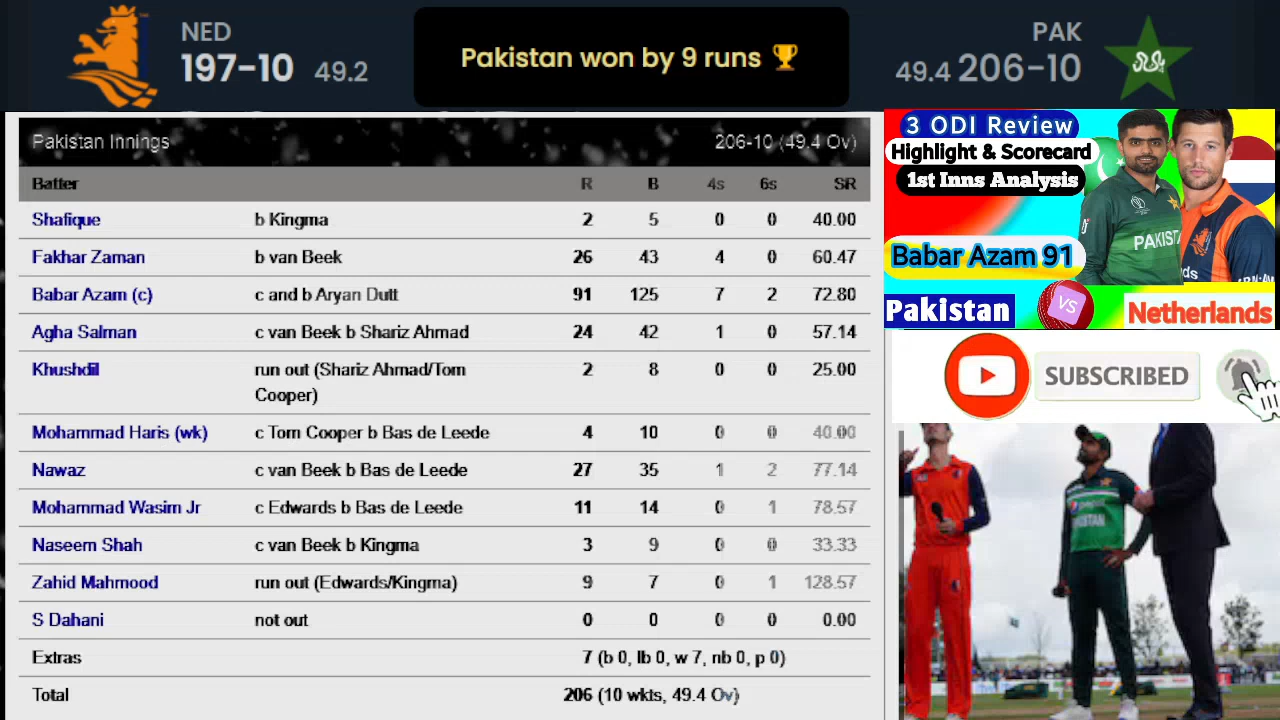 NED
197-10 49.2
Pakistan won by 9 runs 🏆
PAK
49.4 206-10
Pakistan Innings 206-10 (49.4 Ov)
Batter R B 4s 6s SR
Shafique b Kingma 2 5 0 0 40.00
Fakhar Zaman b van Beek 26 43 4 0 60.47
Babar Azam (c) c and b Aryan Dutt 91 125 7 2 72.80
Agha Salman c van Beek b Shariz Ahmad 24 42 1 0 57.14
Khushdil run out (Shariz Ahmad/Tom 2 8 0 0 25.00
Cooper)
Mohammad Haris (wk) c Tom Cooper b Bas de Leede 4 10 0 0 40.00
Nawaz c van Beek b Bas de Leede 27 35 1 2 77.14
Mohammad Wasim Jr c Edwards b Bas de Leede 11 14 0 1 78.57
Naseem Shah c van Beek b Kingma 3 9 0 0 33.33
Zahid Mahmood run out (Edwards/Kingma) 9 7 0 1 128.57
S Dahani not out 0 0 0 0 0.00
Extras 7 (b 0, lb 0, w 7, nb 0, p 0)
Total 206 (10 wkts, 49.4 Ov)
3 ODI Review
Highlight & Scorecard
1st Inns Analysis
PAKIST
Babar Azam 91
Pakistan
VS
Netherlands
SUBSCRIBED